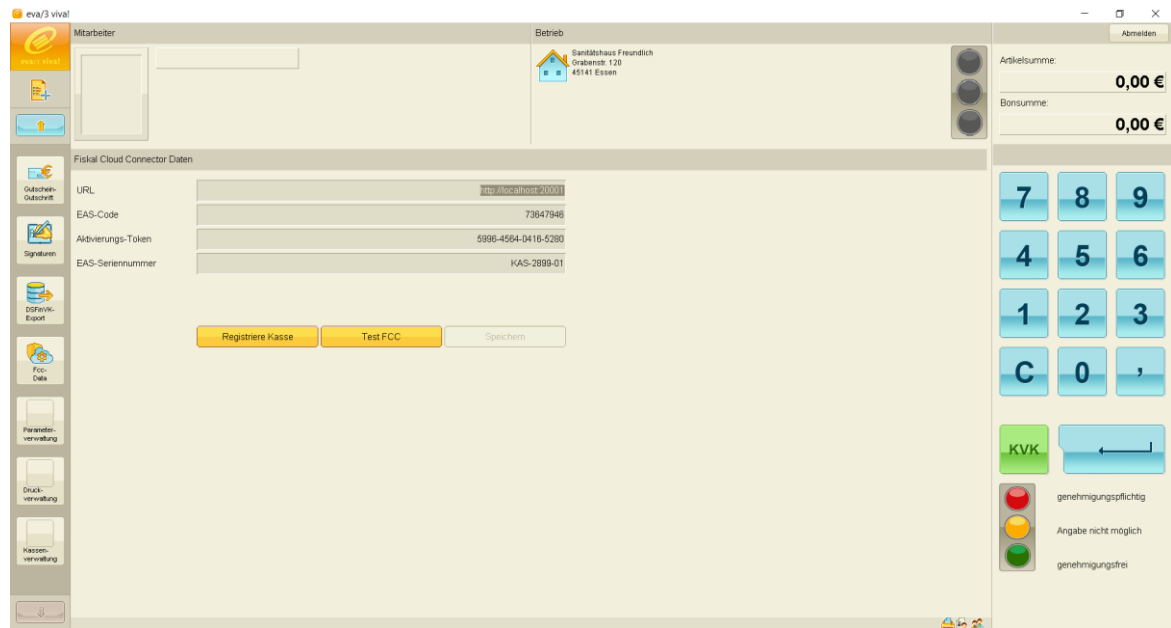 eva/3 viva!
Mitarbeiter
Betrieb
Abmelden
eva/3 viva!
Sanitätshaus Freundlich
Grabenstr. 120
45141 Essen
Artikelsumme:
0,00 €
Bonsumme:
0,00 €
Fiskal Cloud Connector Daten
URL
http://localhost:20001
EAS-Code
73647946
Aktivierungs-Token
5996-4564-0416-5280
EAS-Seriennummer
KAS-2899-01
Registriere Kasse
Test FCC
Speichern
Gutschein-
Gutschrift
Signaturen
DSFinVK-
Export
Fcc-
Data
Parameter-
verwaltung
Druck-
verwaltung
Kassen-
verwaltung
7 8 9
4 5 6
1 2 3
C 0 ,
KVK
genehmigungspflichtig
Angabe nicht möglich
genehmigungsfrei